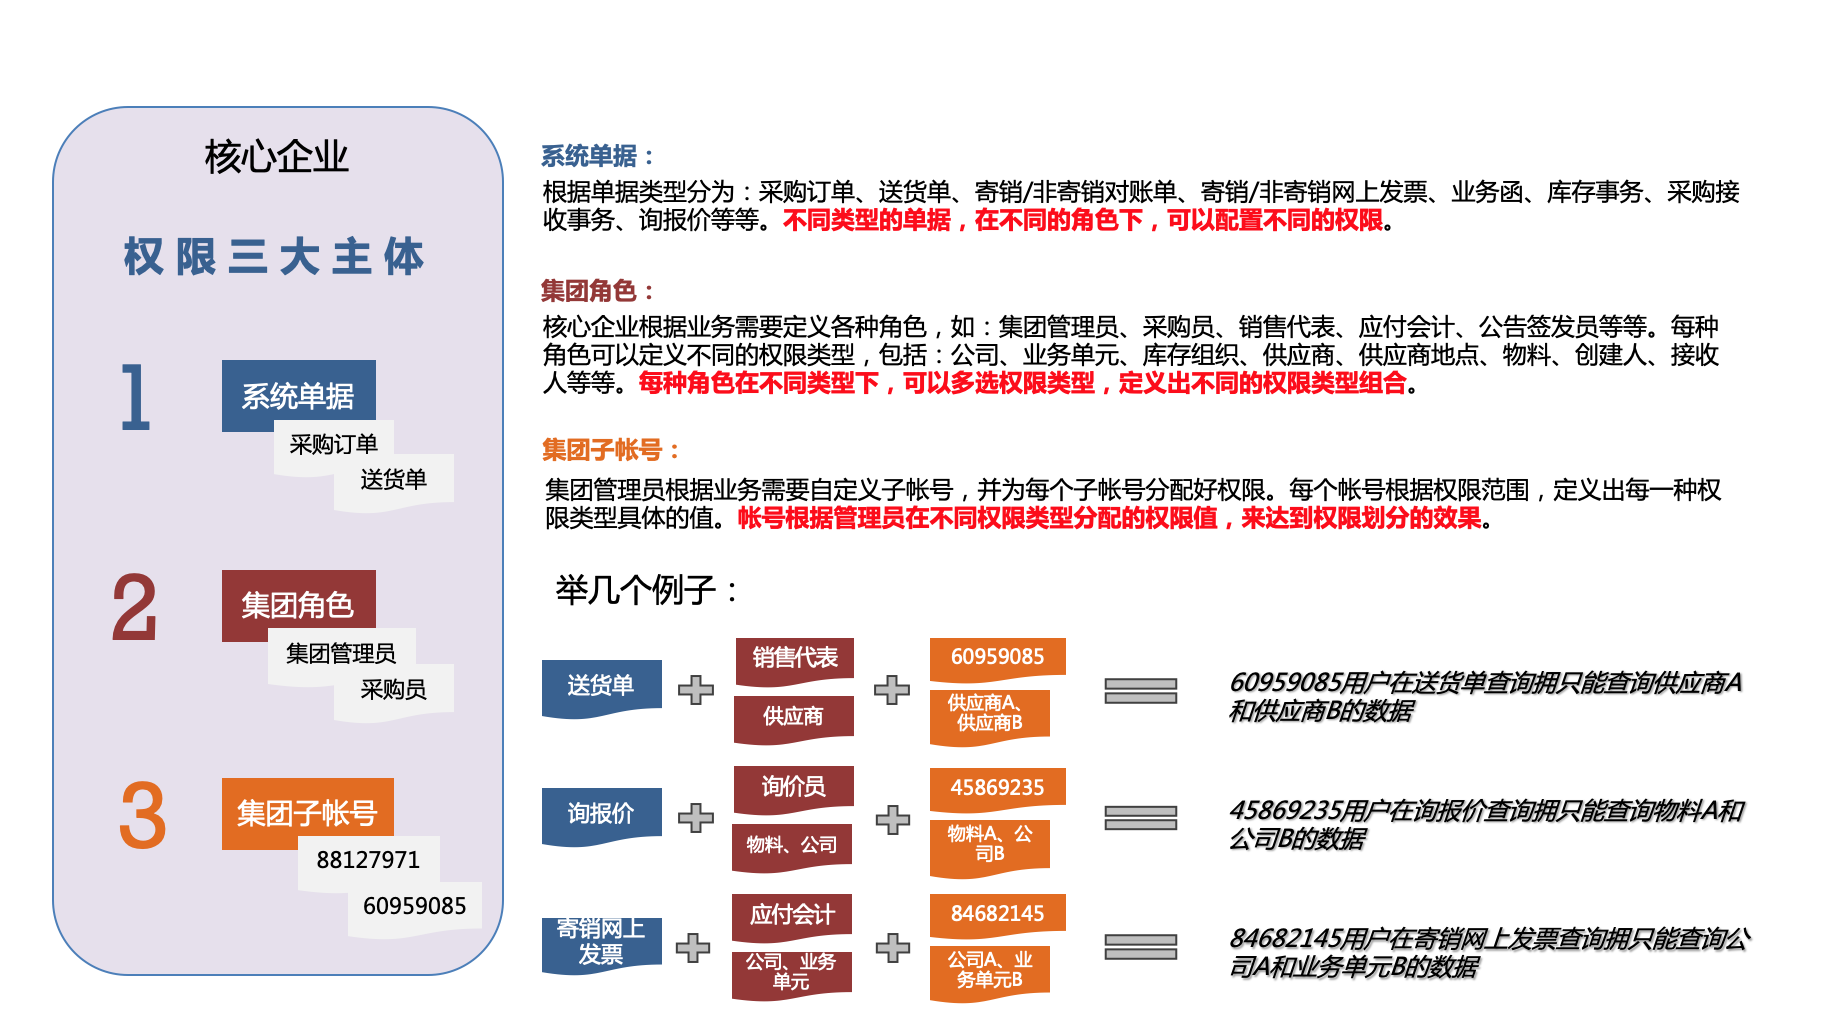 核心企业
权限三大主体
1
系统单据
采购订单
送货单
2
集团角色
集团管理员
采购员
3
集团子帐号
88127971
60959085
系统单据：
根据单据类型分为：采购订单、送货单、寄销/非寄销对账单、寄销/非寄销网上发票、业务函、库存事务、采购接
收事务、询报价等等。不同类型的单据，在不同的角色下，可以配置不同的权限。
集团角色：
核心企业根据业务需要定义各种角色，如：集团管理员、采购员、销售代表、应付会计、公告签发员等等。每种
角色可以定义不同的权限类型，包括：公司、业务单元、库存组织、供应商、供应商地点、物料、创建人、接收
人等等。每种角色在不同类型下，可以多选权限类型，定义出不同的权限类型组合。
集团子帐号：
集团管理员根据业务需要自定义子帐号，并为每个子帐号分配好权限。每个帐号根据权限范围，定义出每一种权
限类型具体的值。帐号根据管理员在不同权限类型分配的权限值，来达到权限划分的效果。
举几个例子：
送货单
销售代表
供应商
60959085
供应商A、
供应商B
60959085用户在送货单查询拥只能查询供应商A
和供应商B的数据
询报价
询价员
物料、公司
45869235
物料A、公
司B
45869235用户在询报价查询拥只能查询物料A和
公司B的数据
寄销网上
发票
应付会计
公司、业务
单元
84682145
公司A、业
务单元B
84682145用户在寄销网上发票查询拥只能查询公
司A和业务单元B的数据